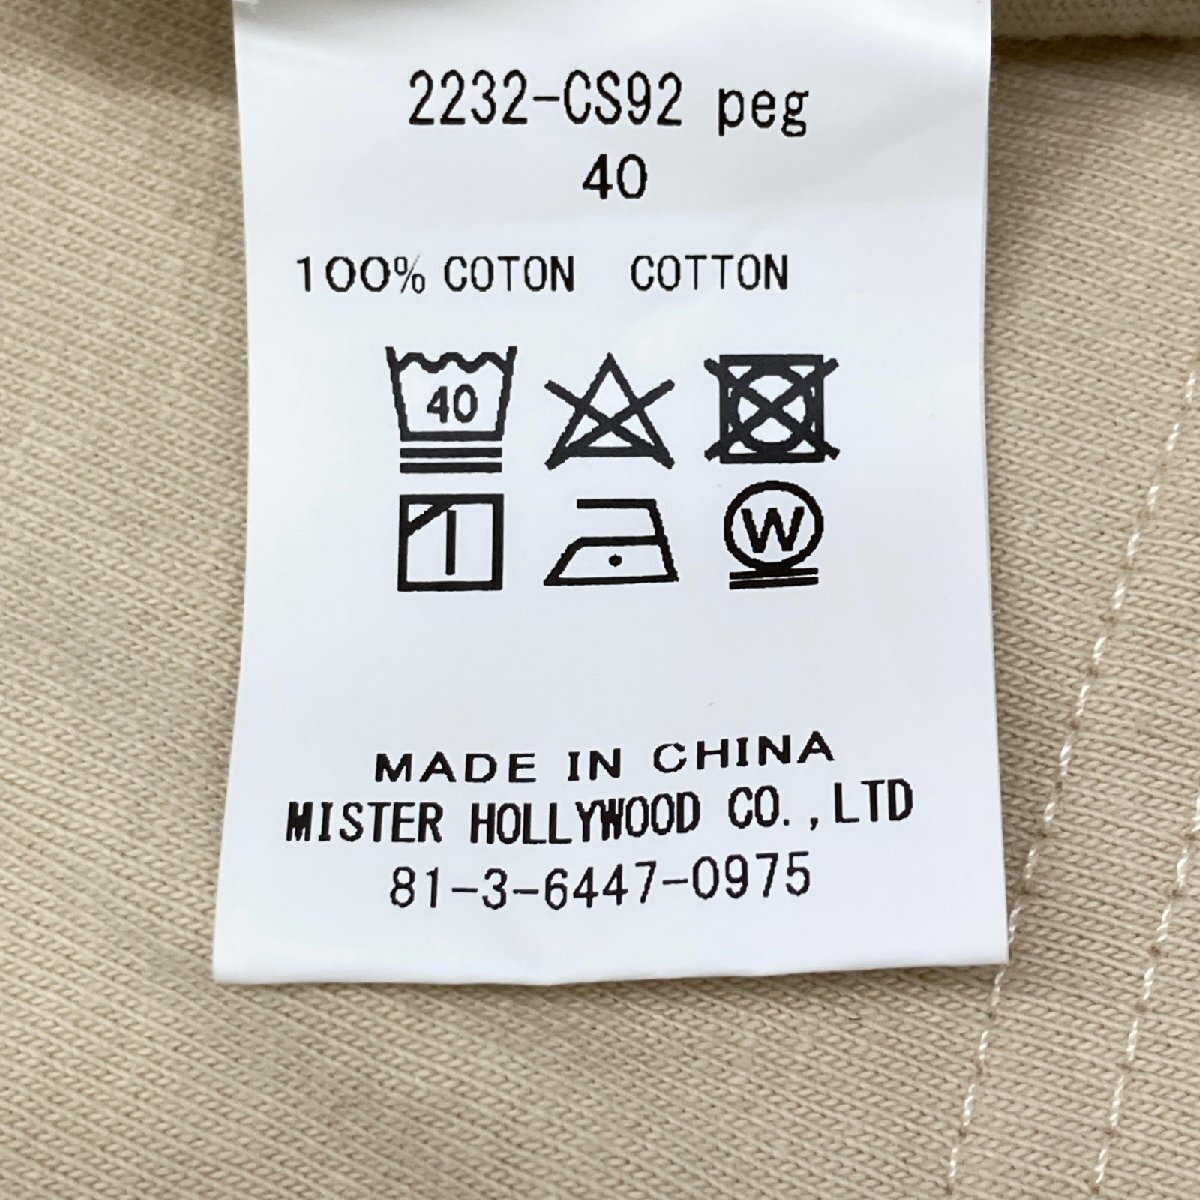 2232-CS92 peg
40
100% COTON COTTON
40
W
MADE IN CHINA
MISTER HOLLYWOOD CO.,LTD
81-3-6447-0975